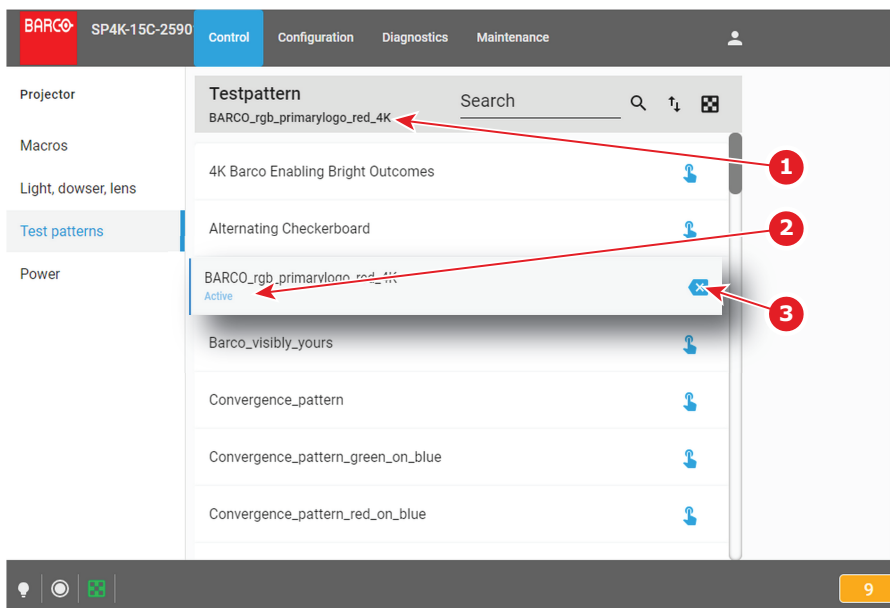 BARCO
SP4K-15C-2590
Control
Configuration
Diagnostics
Maintenance
Projector
Macros
Light, dowser, lens
Test patterns
Power
Testpattern
BARCO_rgb_primarylogo_red_4K
Search
4K Barco Enabling Bright Outcomes
Alternating Checkerboard
BARCO_rgb_primarylogo_red_4K
Active
Barco_visibly_yours
Convergence_pattern
Convergence_pattern_green_on_blue
Convergence_pattern_red_on_blue
1
2
3
9